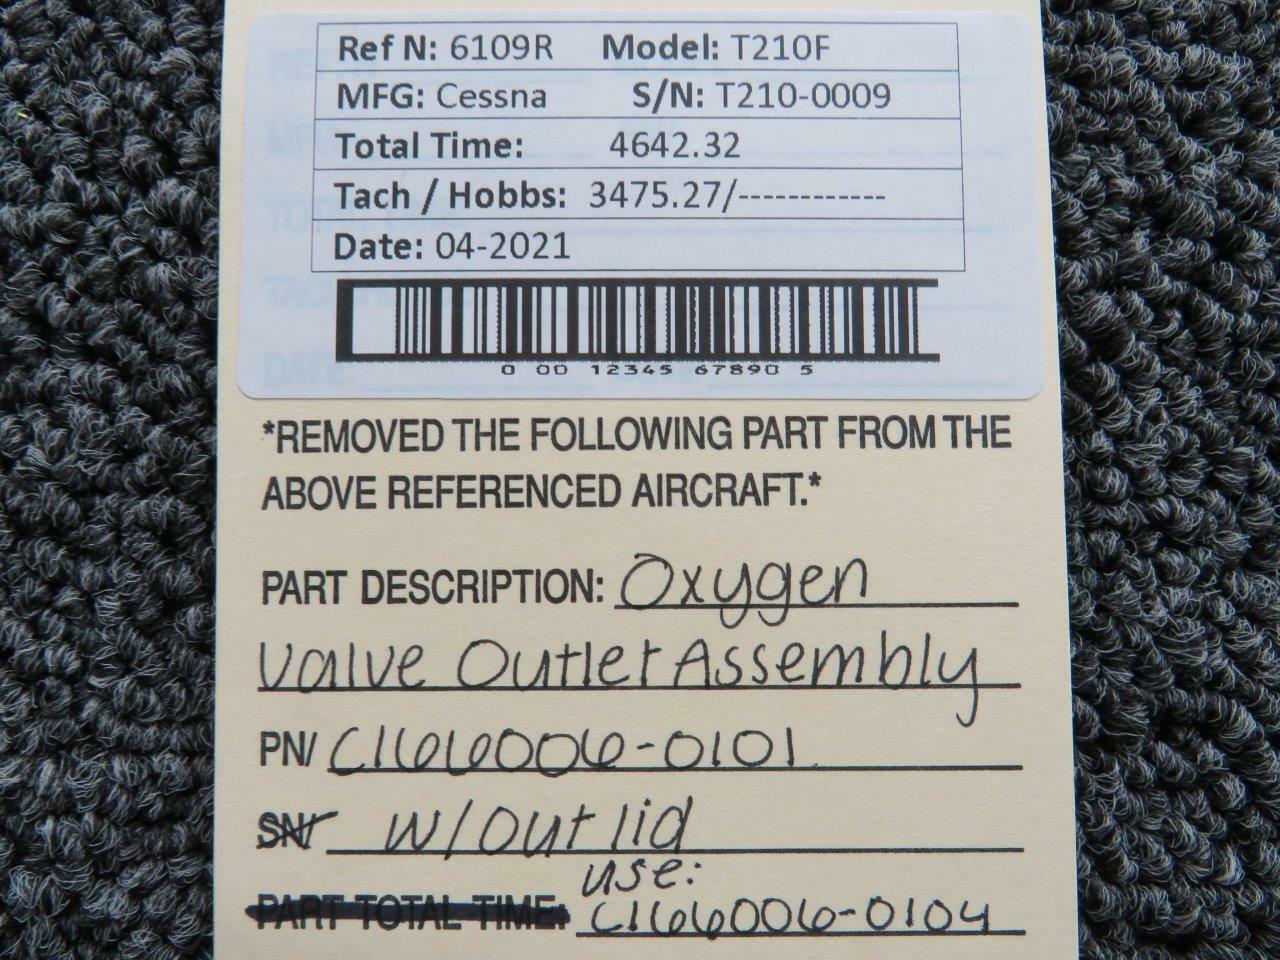 Ref N: 6109R Model: T210F
MFG: Cessna S/N: T210-0009
Total Time: 4642.32
Tach / Hobbs: 3475.27/------------
Date: 04-2021
0 00 12345 67890 5
*REMOVED THE FOLLOWING PART FROM THE
ABOVE REFERENCED AIRCRAFT.*
PART DESCRIPTION: Oxygen
Valve Outlet Assembly
PN/ C166006-0101
SN/ w/out lid
use:
PART TOTAL TIME: C166006-0104